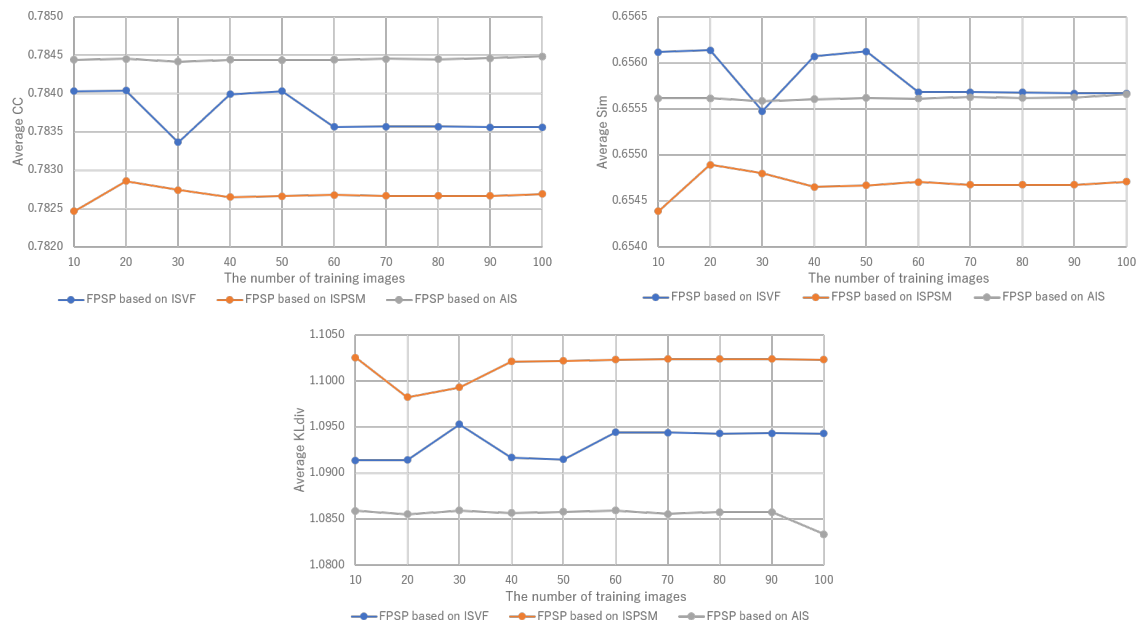 0.7850
0.7845
0.7840
0.7835
0.7830
0.7825
0.7820
Average CC
10 20 30 40 50 60 70 80 90 100
The number of training images
FPSP based on ISVF FPSP based on ISPSM FPSP based on AIS
0.6565
0.6560
0.6555
0.6550
0.6545
0.6540
Average Sim
10 20 30 40 50 60 70 80 90 100
The number of training images
FPSP based on ISVF FPSP based on ISPSM FPSP based on AIS
1.1050
1.1000
1.0950
1.0900
1.0850
1.0800
Average KLdiv
10 20 30 40 50 60 70 80 90 100
The number of training images
FPSP based on ISVF FPSP based on ISPSM FPSP based on AIS